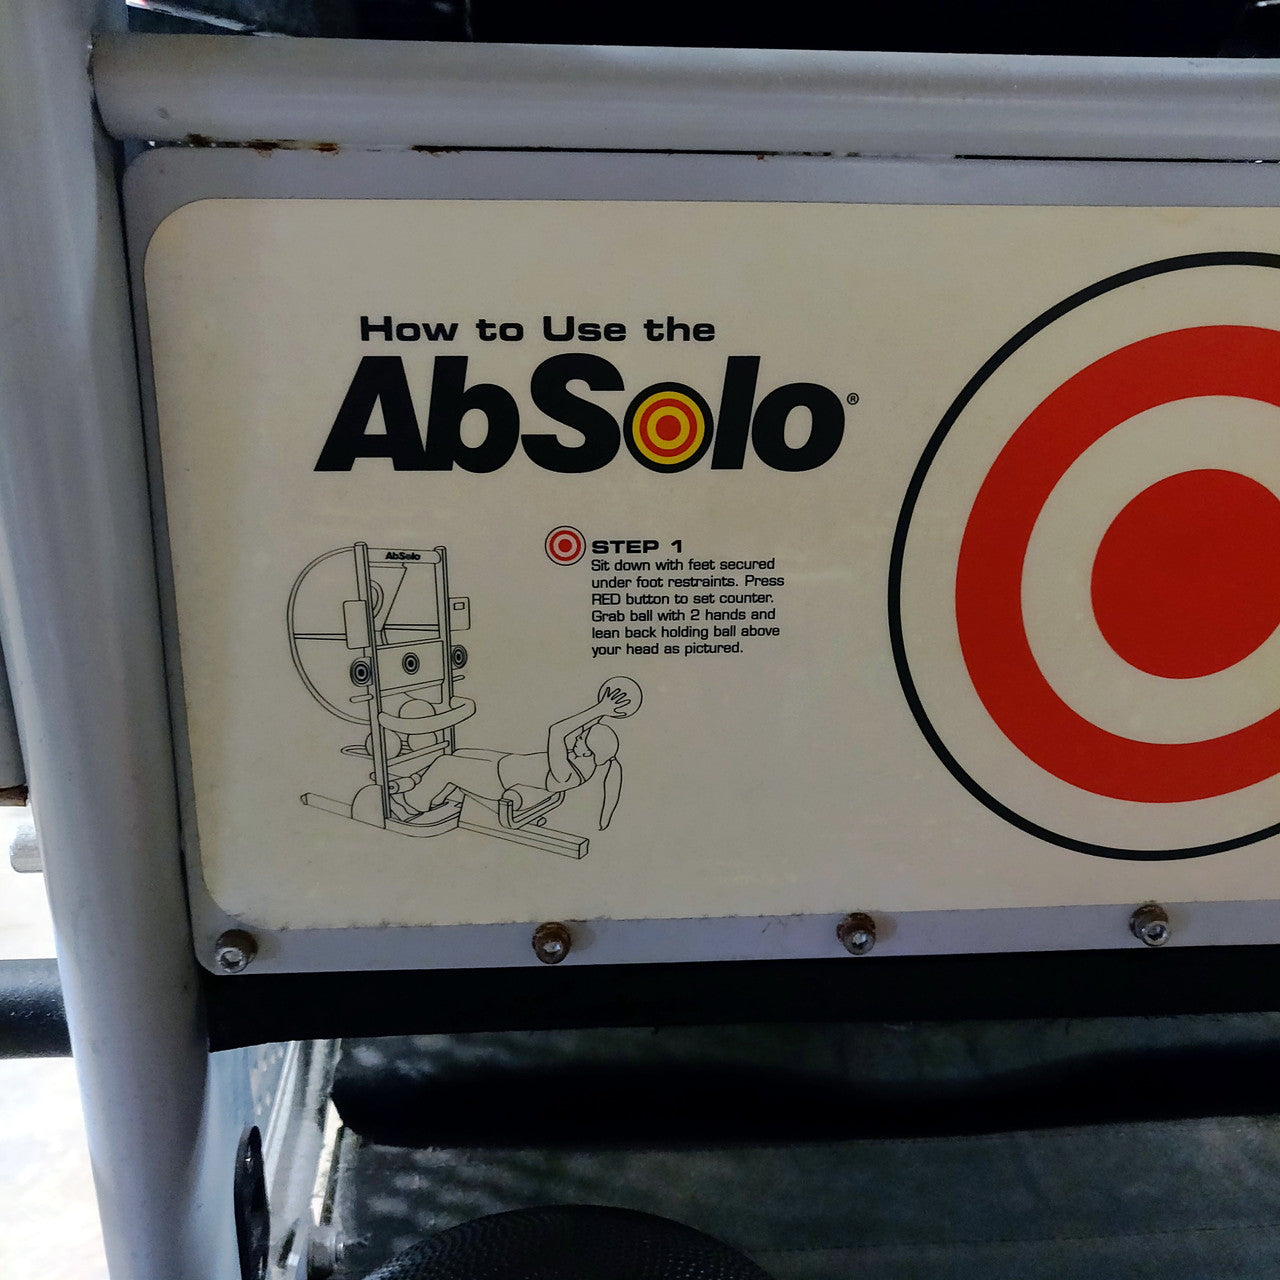 How to Use the
AbSolo®
AbSolo
STEP 1
Sit down with feet secured
under foot restraints. Press
RED button to set counter.
Grab ball with 2 hands and
lean back holding ball above
your head as pictured.